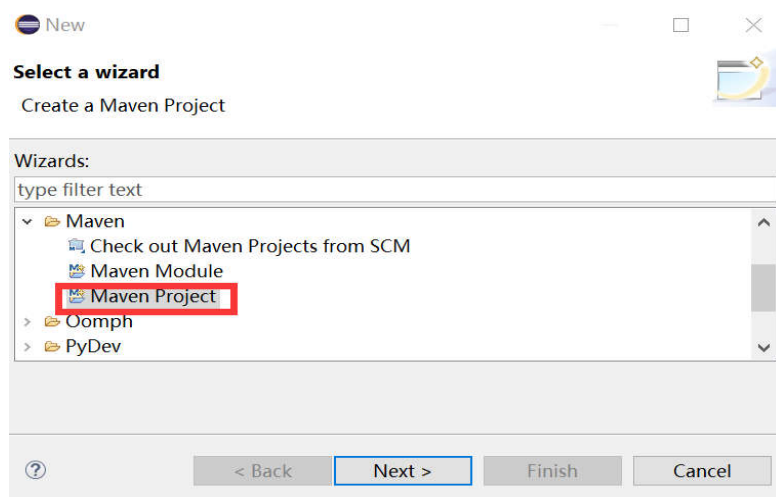 New
Select a wizard
Create a Maven Project
Wizards:
type filter text
Maven
Check out Maven Projects from SCM
Maven Module
Maven Project
Oomph
PyDev
< Back Next > Finish Cancel